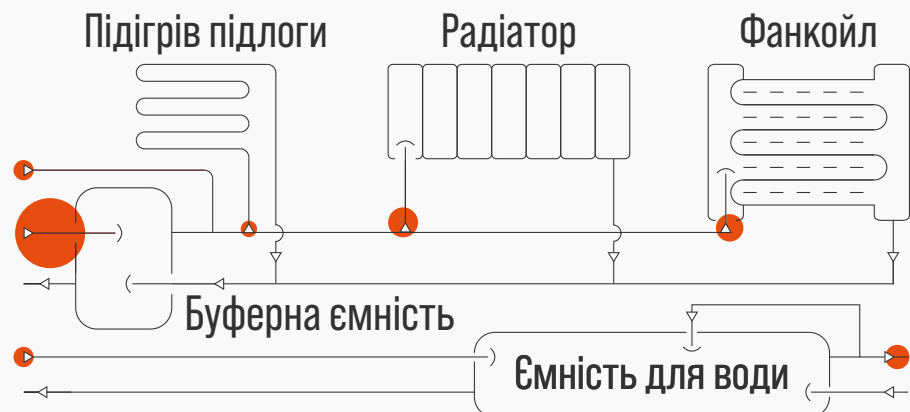 Підігрів підлоги
Радіатор
Фанкойл
Буферна ємність
Ємність для води